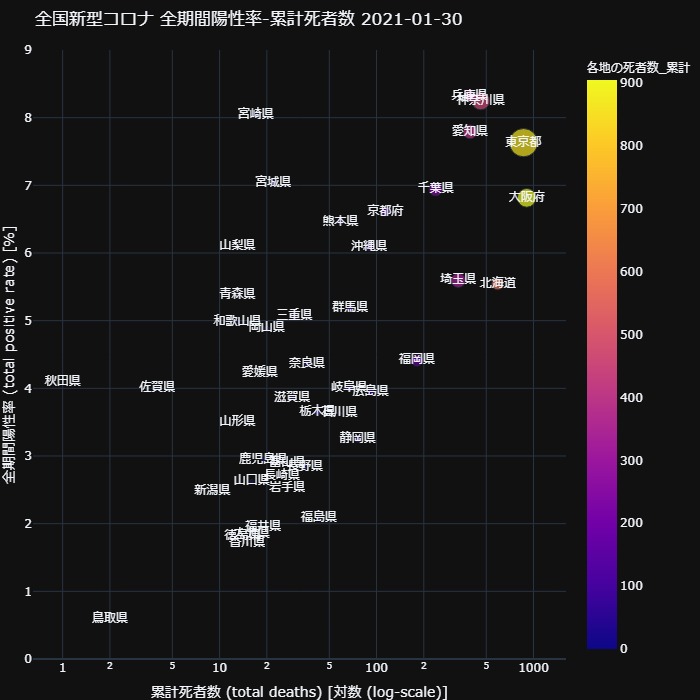 全国新型コロナ 全期間陽性率-累計死者数 2021-01-30
各地の死者数_累計
900
800
700
600
500
400
300
200
100
0
全期間陽性率 (total positive rate) [%]
9
8
7
6
5
4
3
2
1
0
兵庫県
神奈川県
宮崎県
愛知県
東京都
宮城県
千葉県
大阪府
京都府
熊本県
山梨県
沖縄県
埼玉県
北海道
青森県
群馬県
三重県
和歌山県
岡山県
福岡県
奈良県
愛媛県
秋田県
佐賀県
岐阜県
広島県
滋賀県
栃木県
石川県
山形県
静岡県
鹿児島県
長野県
長崎県
山口県
岩手県
新潟県
福島県
福井県
香川県
鳥取県
1
2
5
10
2
5
100
2
5
1000
累計死者数 (total deaths) [対数 (log-scale)]